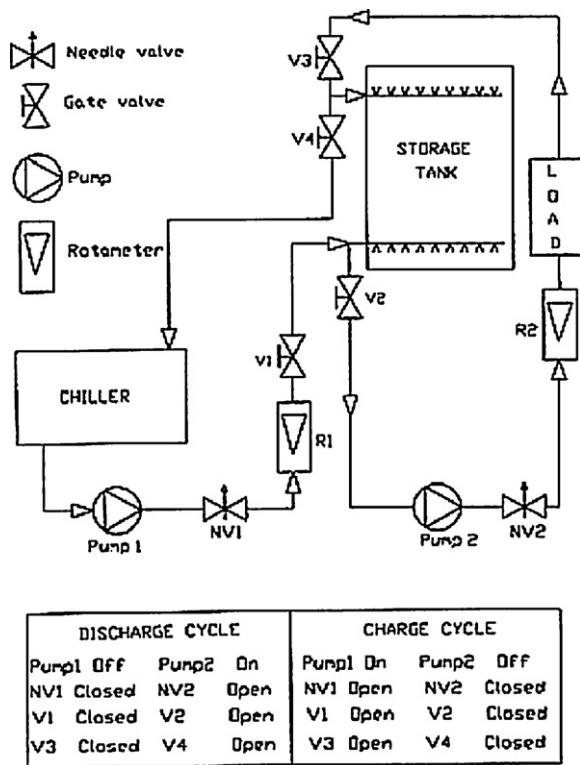 Needle valve
Gate valve
Pump
Rotameter
V3
V4
STORAGE
TANK
LOAD
V2
R2
V1
CHILLER
R1
Pump 1
NV1
Pump 2
NV2
DISCHARGE CYCLE
Pump1 Off Pump2 On
NV1 Closed NV2 Open
V1 Closed V2 Open
V3 Closed V4 Open
CHARGE CYCLE
Pump1 On Pump2 Off
NV1 Open NV2 Closed
V1 Open V2 Closed
V3 Open V4 Closed